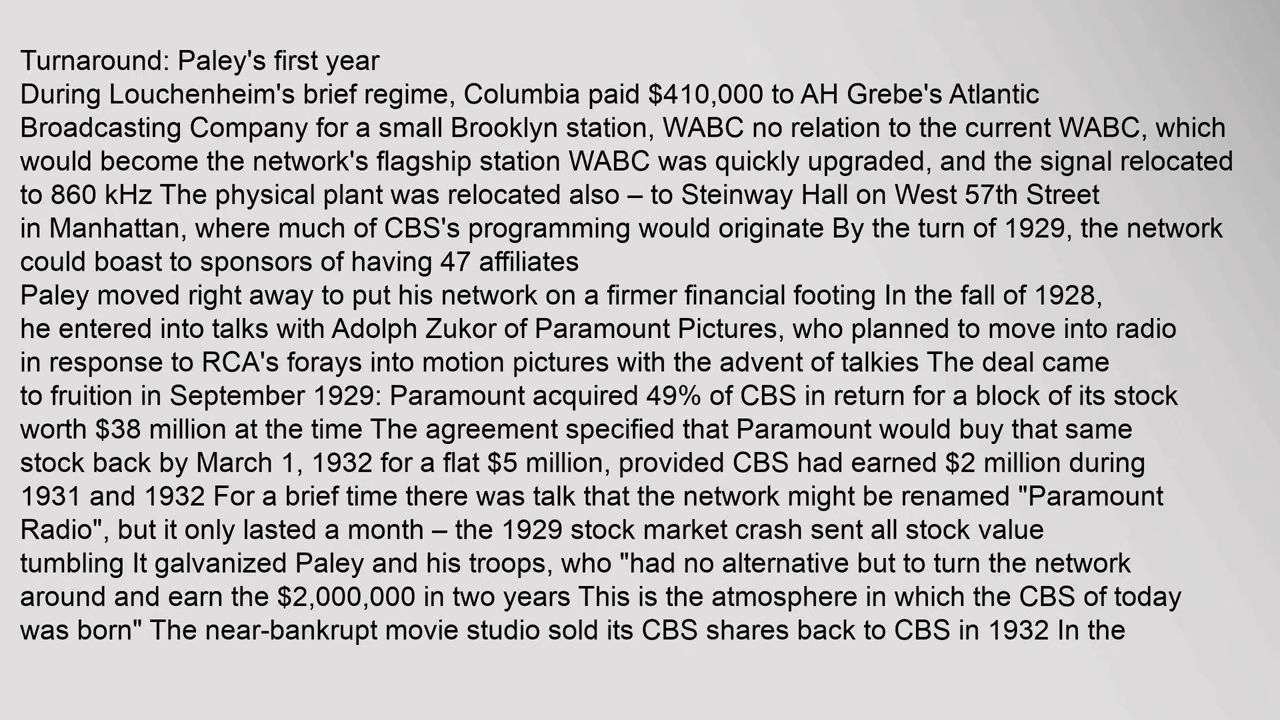 Turnaround: Paley's first year
During Louchenheim's brief regime, Columbia paid $410,000 to AH Grebe's Atlantic
Broadcasting Company for a small Brooklyn station, WABC no relation to the current WABC, which
would become the network's flagship station WABC was quickly upgraded, and the signal relocated
to 860 kHz The physical plant was relocated also – to Steinway Hall on West 57th Street
in Manhattan, where much of CBS's programming would originate By the turn of 1929, the network
could boast to sponsors of having 47 affiliates
Paley moved right away to put his network on a firmer financial footing In the fall of 1928,
he entered into talks with Adolph Zukor of Paramount Pictures, who planned to move into radio
in response to RCA's forays into motion pictures with the advent of talkies The deal came
to fruition in September 1929: Paramount acquired 49% of CBS in return for a block of its stock
worth $38 million at the time The agreement specified that Paramount would buy that same
stock back by March 1, 1932 for a flat $5 million, provided CBS had earned $2 million during
1931 and 1932 For a brief time there was talk that the network might be renamed "Paramount
Radio", but it only lasted a month – the 1929 stock market crash sent all stock value
tumbling It galvanized Paley and his troops, who "had no alternative but to turn the network
around and earn the $2,000,000 in two years This is the atmosphere in which the CBS of today
was born" The near-bankrupt movie studio sold its CBS shares back to CBS in 1932 In the